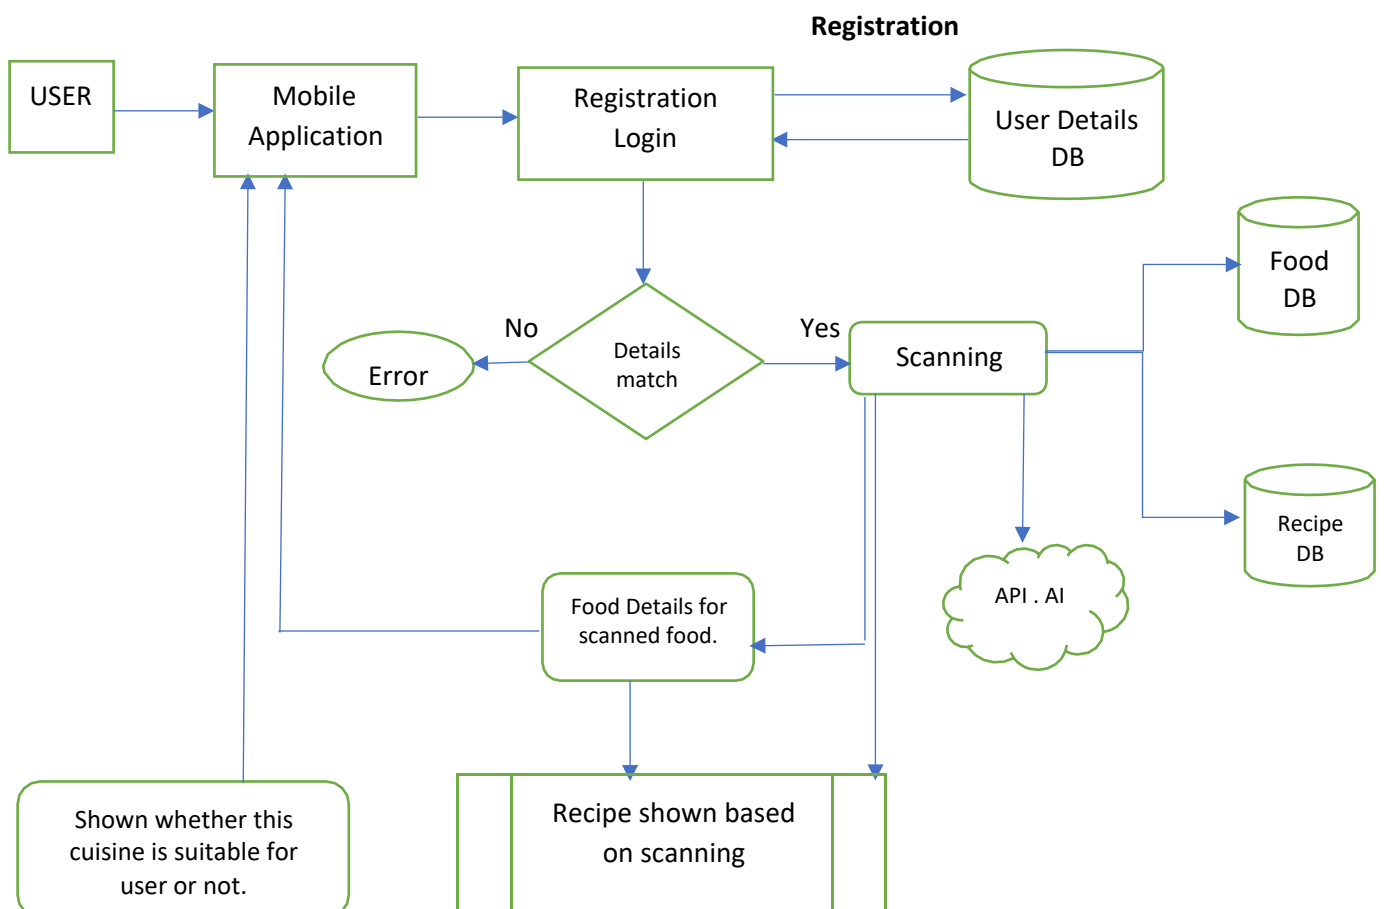 Registration
USER
Mobile
Application
Registration
Login
User Details
DB
Food
DB
No
Yes
Error
Details
match
Scanning
Recipe
DB
API . AI
Food Details for
scanned food.
Shown whether this
cuisine is suitable for
user or not.
Recipe shown based
on scanning